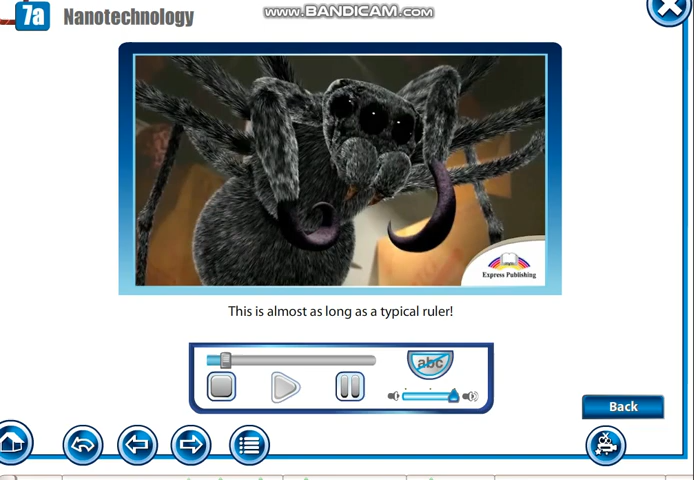 7a Nanotechnology
www.BANDICAM.com
Express Publishing
This is almost as long as a typical ruler!
abc
Back